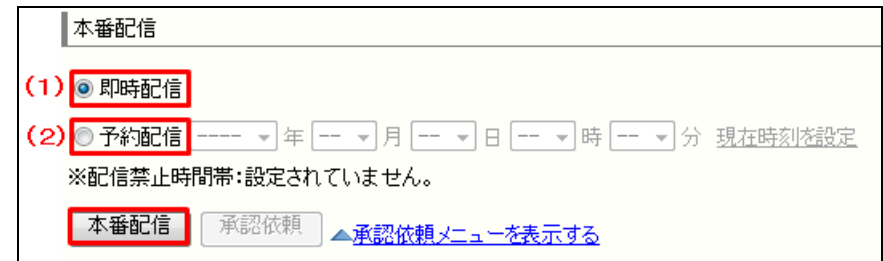 本番配信
(1) 即時配信
(2) 予約配信 ---- 年 -- 月 -- 日 -- 時 -- 分 現在時刻を設定
※配信禁止時間帯：設定されていません。
本番配信 承認依頼 ▲承認依頼メニューを表示する